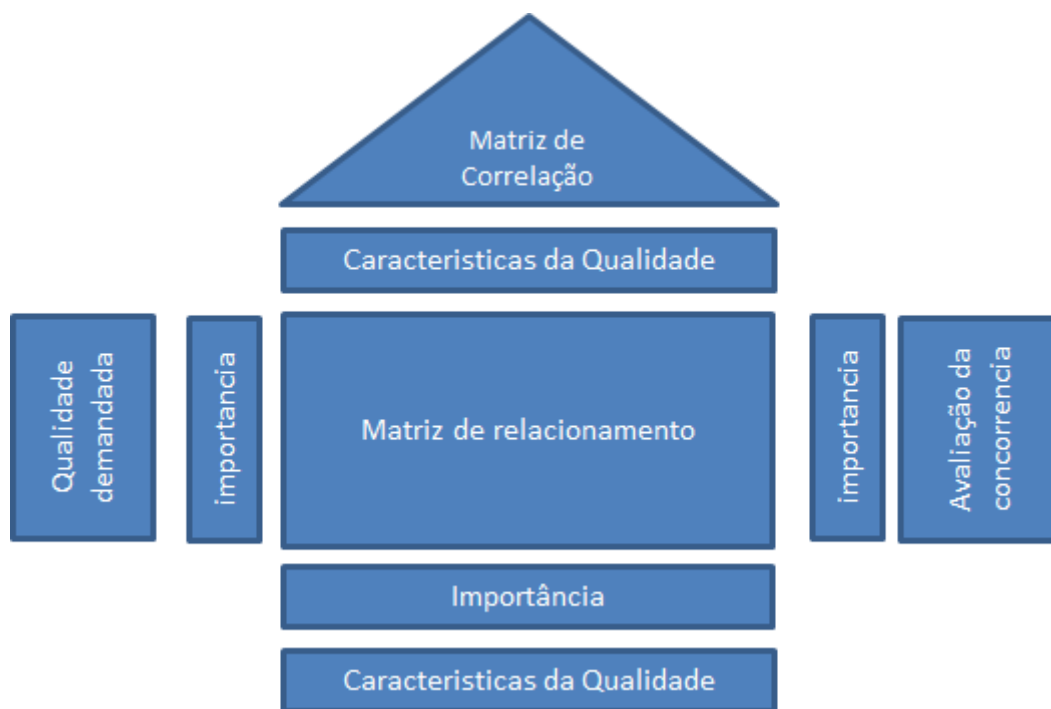 Matriz de
Correlação
Caracteristicas da Qualidade
Qualidade
demandada
importancia
Matriz de relacionamento
importancia
Avaliação da
concorrencia
Importância
Caracteristicas da Qualidade